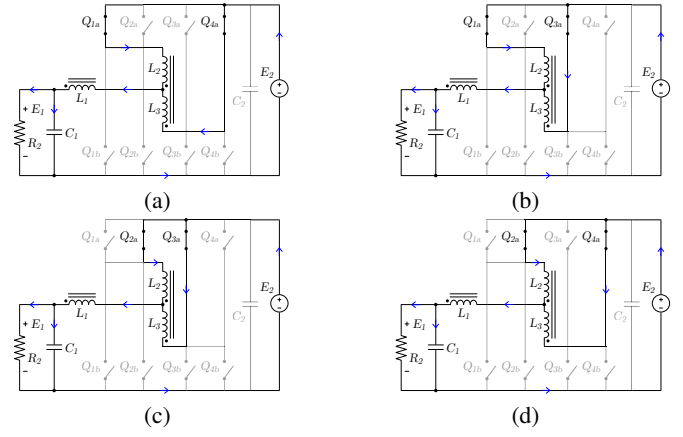 Q1a Q2a Q3a Q4a
L2
E2
L1 L3 C2
+ E1
C1
R2
Q1b Q2b Q3b Q4b
(a)
Q1a Q2a Q3a Q4a
L2
E2
L1 L3 C2
+ E1
C1
R2
Q1b Q2b Q3b Q4b
(b)
Q1a Q2a Q3a Q4a
L2
E2
L1 L3 C2
+ E1
C1
R2
Q1b Q2b Q3b Q4b
(c)
Q1a Q2a Q3a Q4a
L2
E2
L1 L3 C2
+ E1
C1
R2
Q1b Q2b Q3b Q4b
(d)